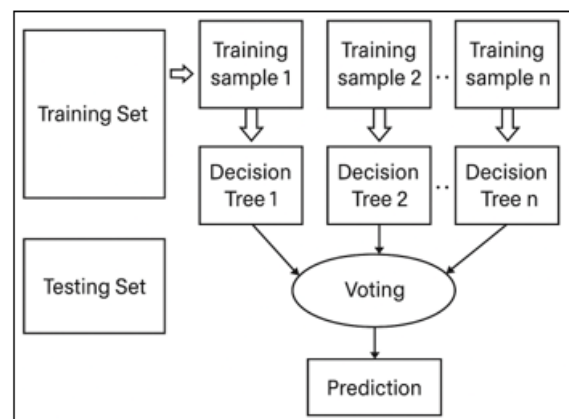 Training Set
Training
sample 1
Training
sample 2
..
Training
sample n
Decision
Tree 1
Decision
Tree 2
..
Decision
Tree n
Testing Set
Voting
Prediction